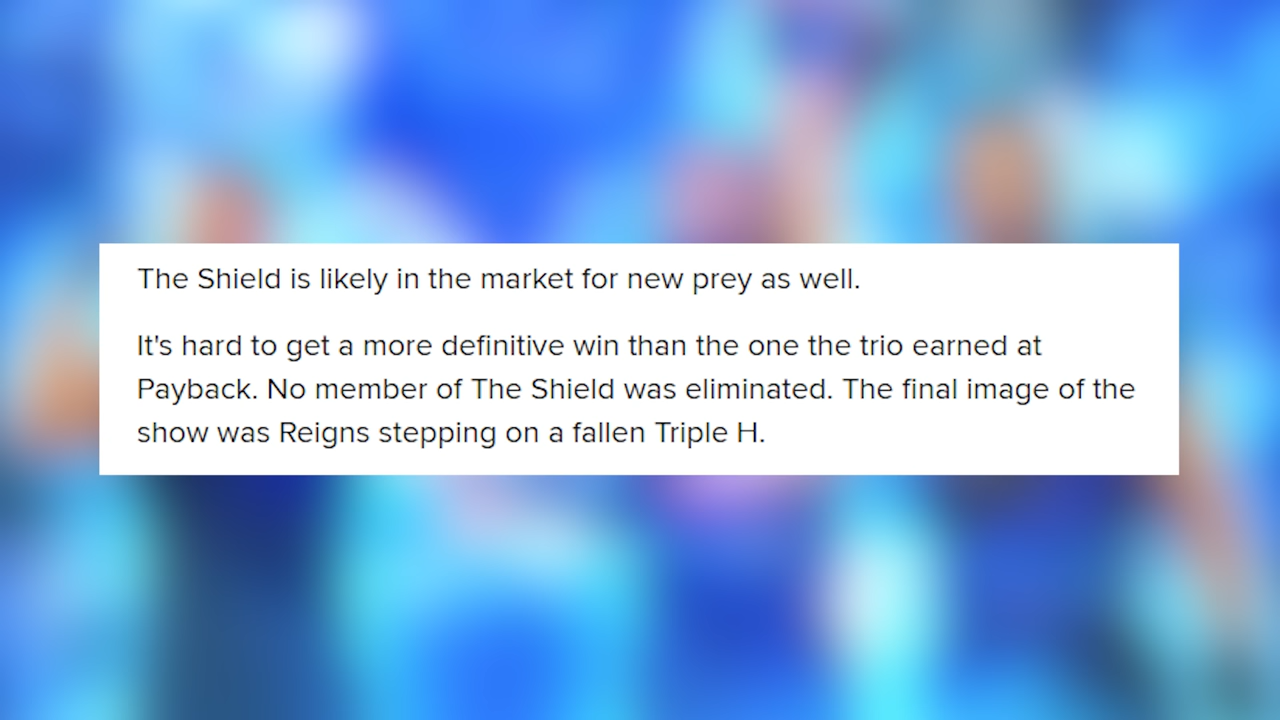 The Shield is likely in the market for new prey as well.
It's hard to get a more definitive win than the one the trio earned at
Payback. No member of The Shield was eliminated. The final image of the
show was Reigns stepping on a fallen Triple H.